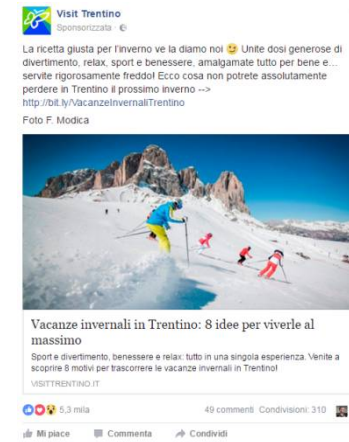 Visit Trentino
Sponsorizzata ·
La ricetta giusta per l'inverno ve la diamo noi 😉 Unite dosi generose di
divertimento, relax, sport e benessere, amalgamate tutto per bene e…
servite rigorosamente freddo! Ecco cosa non potrete assolutamente
perdere in Trentino il prossimo inverno -->
http://bit.ly/VacanzeInvernaliTrentino
Foto F. Modica
Vacanze invernali in Trentino: 8 idee per viverle al
massimo
Sport e divertimento, benessere e relax: tutto in una singola esperienza. Venite a
scoprire 8 motivi per trascorrere le vacanze invernali in Trentino!
VISITTRENTINO.IT
5,3 mila 49 commenti Condivisioni: 310
Mi piace Commenta Condividi